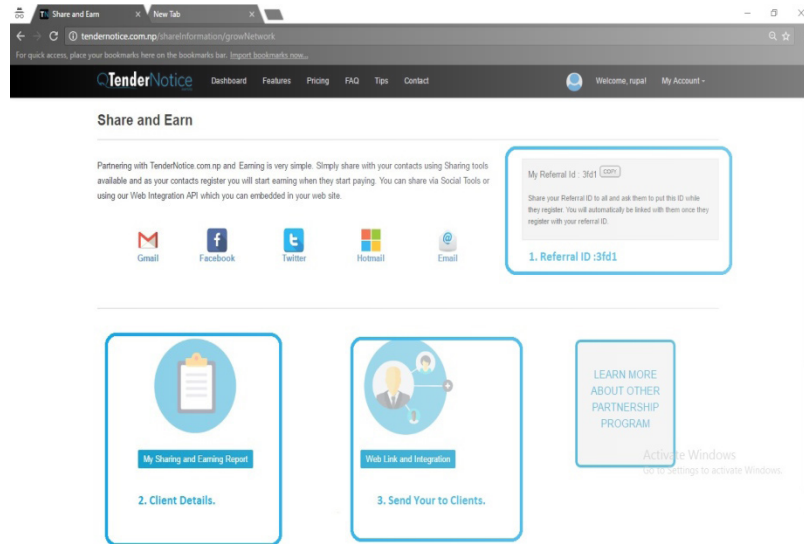 Share and Earn
New Tab
tendernotice.com.np/shareInformation/growNetwork
For quick access, place your bookmarks here on the bookmarks bar. Import bookmarks now...
TenderNotice
Dashboard Features Pricing FAQ Tips Contact
Welcome, rupa! My Account
Share and Earn
Partnering with TenderNotice.com.np and Earning is very simple. SImply share with your contacts using Sharing tools
available and as your contacts register you will start earning when they start paying. You can share via Social Tools or
using our Web Integration API which you can embedded in your web site.
Gmail Facebook Twitter Hotmail Email
My Referral Id : 3fd1 COPY
Share your Referral ID to all and ask them to put this ID while
they register. You will automatically be linked with them once they
register with your referral ID.
1. Referral ID :3fd1
My Sharing and Earning Report
2. Client Details.
Web Link and Integration
3. Send Your to Clients.
LEARN MORE
ABOUT OTHER
PARTNERSHIP
PROGRAM
Activate Windows
Go to Settings to activate Windows.